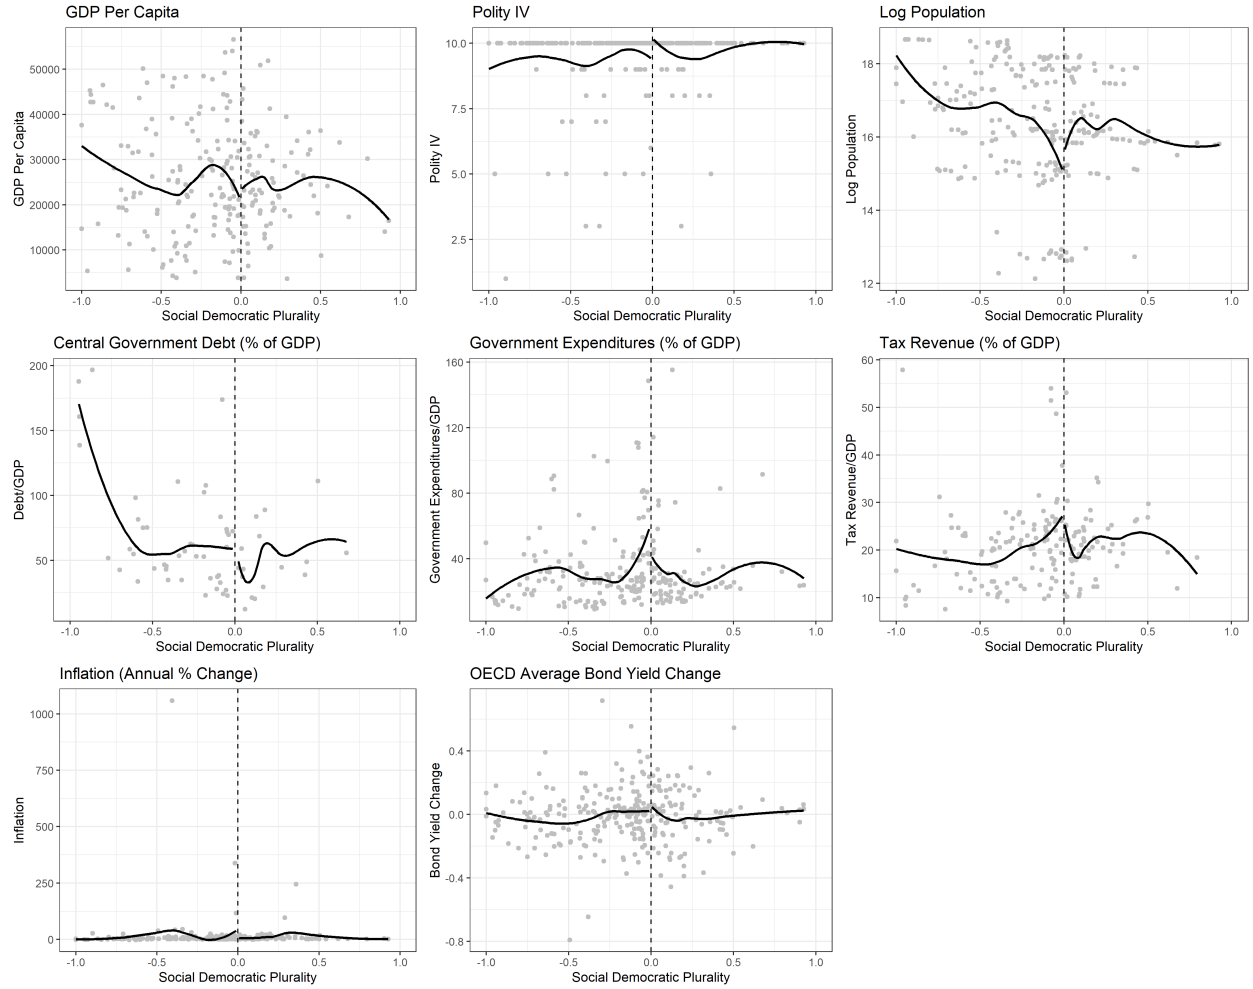 GDP Per Capita
GDP Per Capita
50000
40000
30000
20000
10000
-1.0 -0.5 0.0 0.5 1.0
Social Democratic Plurality
Polity IV
Polity IV
10.0
7.5
5.0
2.5
-1.0 -0.5 0.0 0.5 1.0
Social Democratic Plurality
Log Population
Log Population
18
16
14
12
-1.0 -0.5 0.0 0.5 1.0
Social Democratic Plurality
Central Government Debt (% of GDP)
Debt/GDP
200
150
100
50
-1.0 -0.5 0.0 0.5 1.0
Social Democratic Plurality
Government Expenditures (% of GDP)
Government Expenditures/GDP
160
120
80
40
-1.0 -0.5 0.0 0.5 1.0
Social Democratic Plurality
Tax Revenue (% of GDP)
Tax Revenue/GDP
60
50
40
30
20
10
-1.0 -0.5 0.0 0.5 1.0
Social Democratic Plurality
Inflation (Annual % Change)
Inflation
1000
750
500
250
0
-1.0 -0.5 0.0 0.5 1.0
Social Democratic Plurality
OECD Average Bond Yield Change
Bond Yield Change
0.4
0.0
-0.4
-0.8
-1.0 -0.5 0.0 0.5 1.0
Social Democratic Plurality